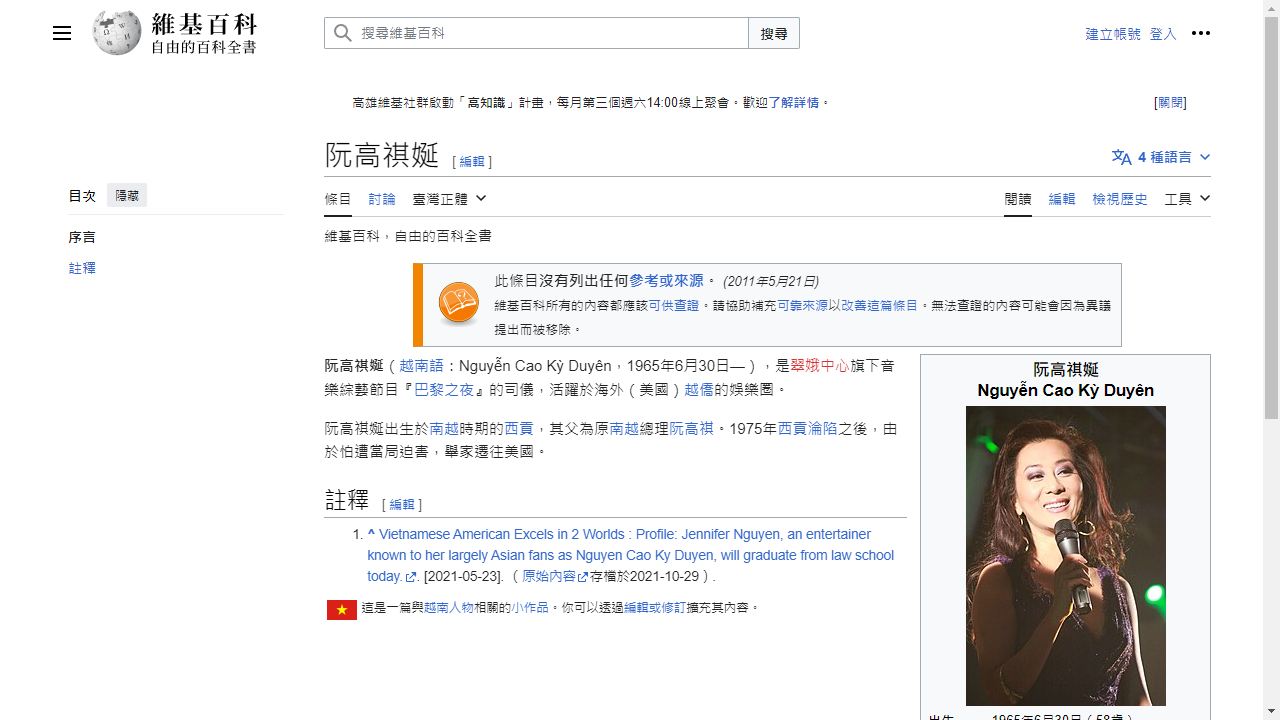 維基百科
自由的百科全書
搜尋維基百科
搜尋
建立帳號 登入
高雄維基社群啟動「高知識」計畫，每月第三個週六14:00線上聚會。歡迎了解詳情。
[關閉]
阮高祺娫 [ 編輯 ]
4 種語言
目次 隱藏
序言
註釋
條目 討論 臺灣正體
閱讀 編輯 檢視歷史 工具
維基百科，自由的百科全書
此條目沒有列出任何參考或來源。 (2011年5月21日)
維基百科所有的內容都應該可供查證。請協助補充可靠來源以改善這篇條目。無法查證的內容可能會因為異議
提出而被移除。
阮高祺娫（越南語：Nguyễn Cao Kỳ Duyên，1965年6月30日—），是翠娥中心旗下音
樂綜藝節目『巴黎之夜』的司儀，活躍於海外（美國）越僑的娛樂圈。
阮高祺娫出生於南越時期的西貢，其父為原南越總理阮高祺。1975年西貢淪陷之後，由
於怕遭當局迫害，舉家遷往美國。
註釋 [ 編輯 ]
1. ^ Vietnamese American Excels in 2 Worlds : Profile: Jennifer Nguyen, an entertainer
known to her largely Asian fans as Nguyen Cao Ky Duyen, will graduate from law school
today. . [2021-05-23]. （原始內容存檔於2021-10-29）.
這是一篇與越南人物相關的小作品。你可以透過編輯或修訂擴充其內容。
阮高祺娫
Nguyễn Cao Kỳ Duyên
出生 1965年6月30日（58歲）